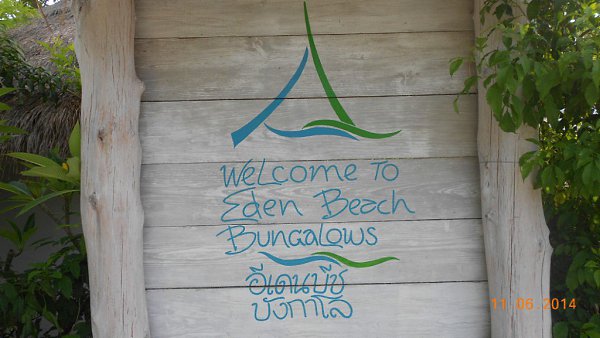 Welcome To
Eden Beach
Bungalows
อีเดนบีช
บังกาโล
11.06.2014